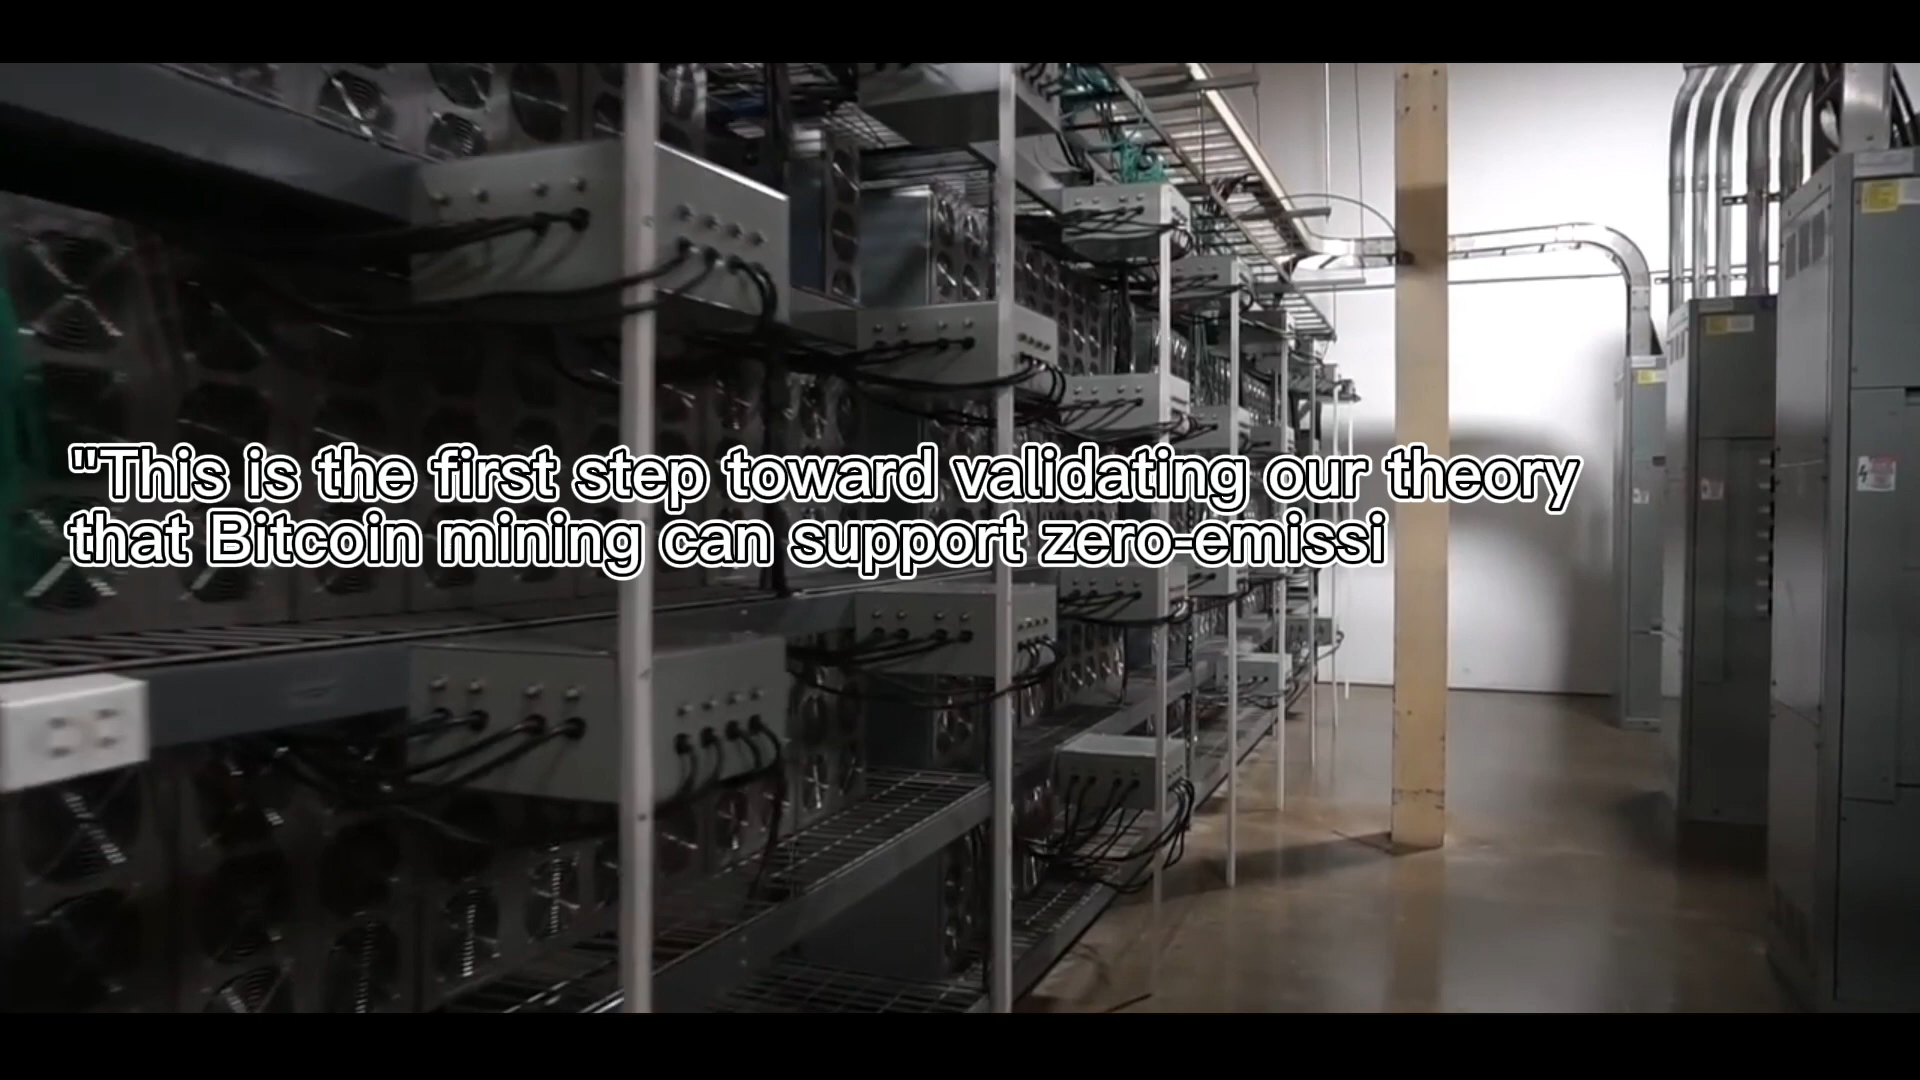 "This is the first step toward validating our theory
that Bitcoin mining can support zero-emissi